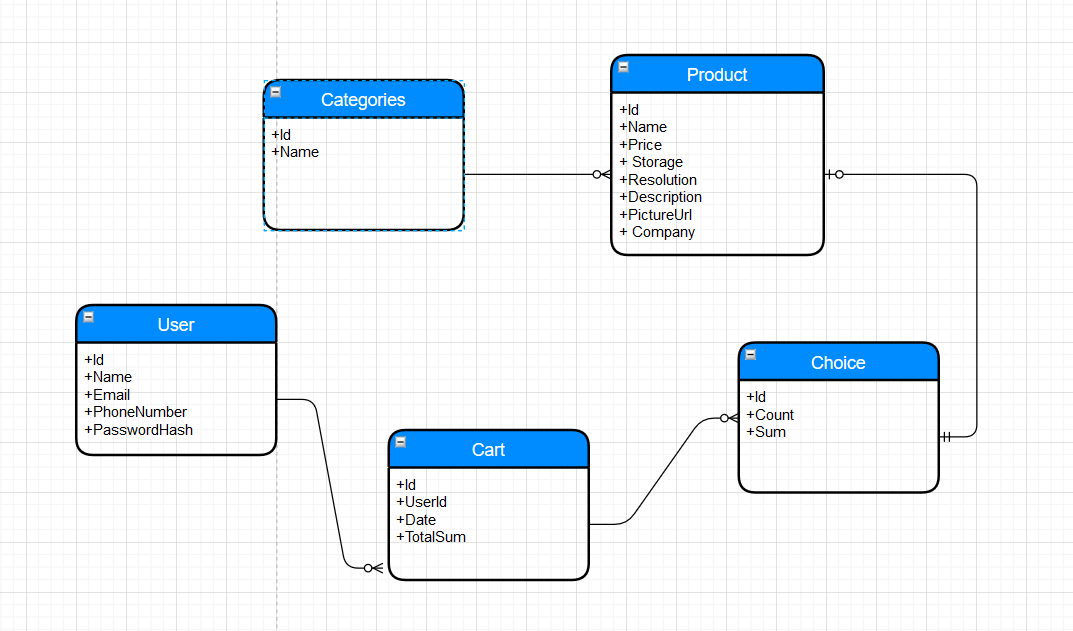 Categories
+Id
+Name
Product
+Id
+Name
+Price
+ Storage
+Resolution
+Description
+PictureUrl
+ Company
User
+Id
+Name
+Email
+PhoneNumber
+PasswordHash
Cart
+Id
+UserId
+Date
+TotalSum
Choice
+Id
+Count
+Sum